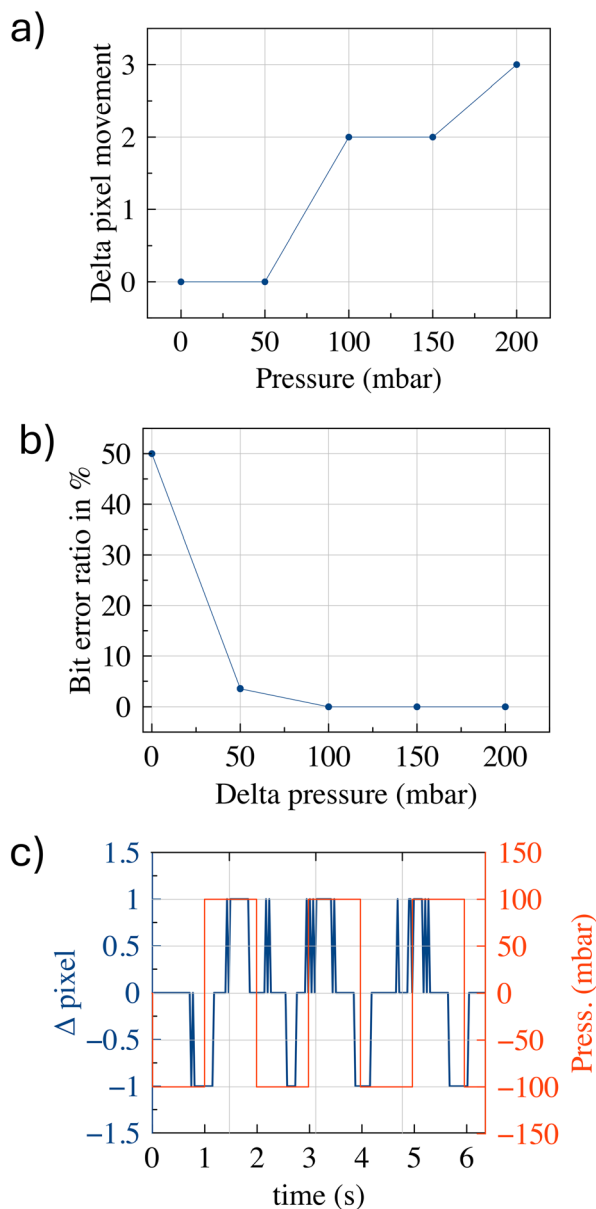 a)
Delta pixel movement
3
2
1
0
0 50 100 150 200
Pressure (mbar)
b)
Bit error ratio in %
50
40
30
20
10
0
0 50 100 150 200
Delta pressure (mbar)
c)
Δ pixel
1.5
1
0.5
0
−0.5
−1
−1.5
150
100
50
0
−50
−100
−150
Press. (mbar)
0 1 2 3 4 5 6
time (s)